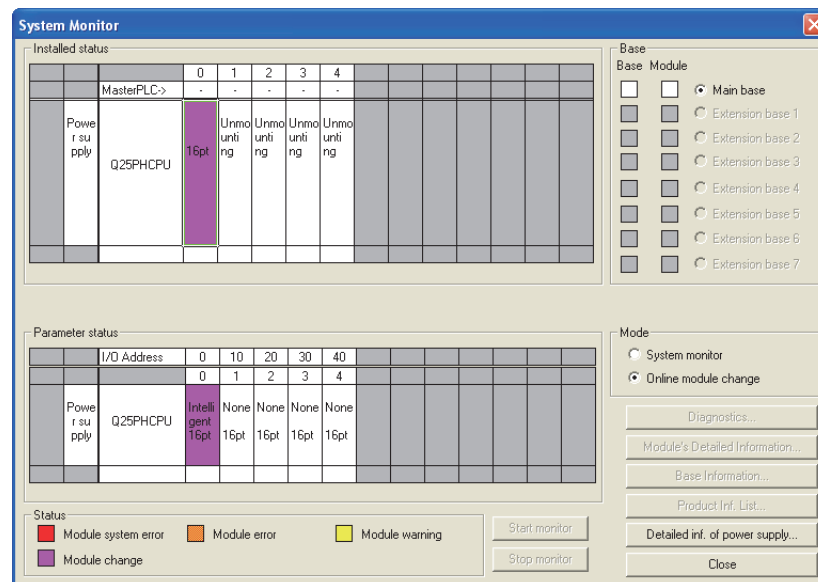 System Monitor
Installed status
0 1 2 3 4
MasterPLC-> - - - - -
Powe
r su
pply
Q25PHCPU
16pt
Unmo
unti
ng
Unmo
unti
ng
Unmo
unti
ng
Unmo
unti
ng
Base
Base Module
Main base
Extension base 1
Extension base 2
Extension base 3
Extension base 4
Extension base 5
Extension base 6
Extension base 7
Parameter status
I/O Address 0 10 20 30 40
0 1 2 3 4
Powe
r su
pply
Q25PHCPU
Intelli
gent
16pt
None
16pt
None
16pt
None
16pt
None
16pt
Mode
System monitor
Online module change
Diagnostics...
Module's Detailed Information...
Base Information...
Product Inf. List...
Detailed inf. of power supply...
Close
Status
Module system error
Module error
Module warning
Module change
Start monitor
Stop monitor